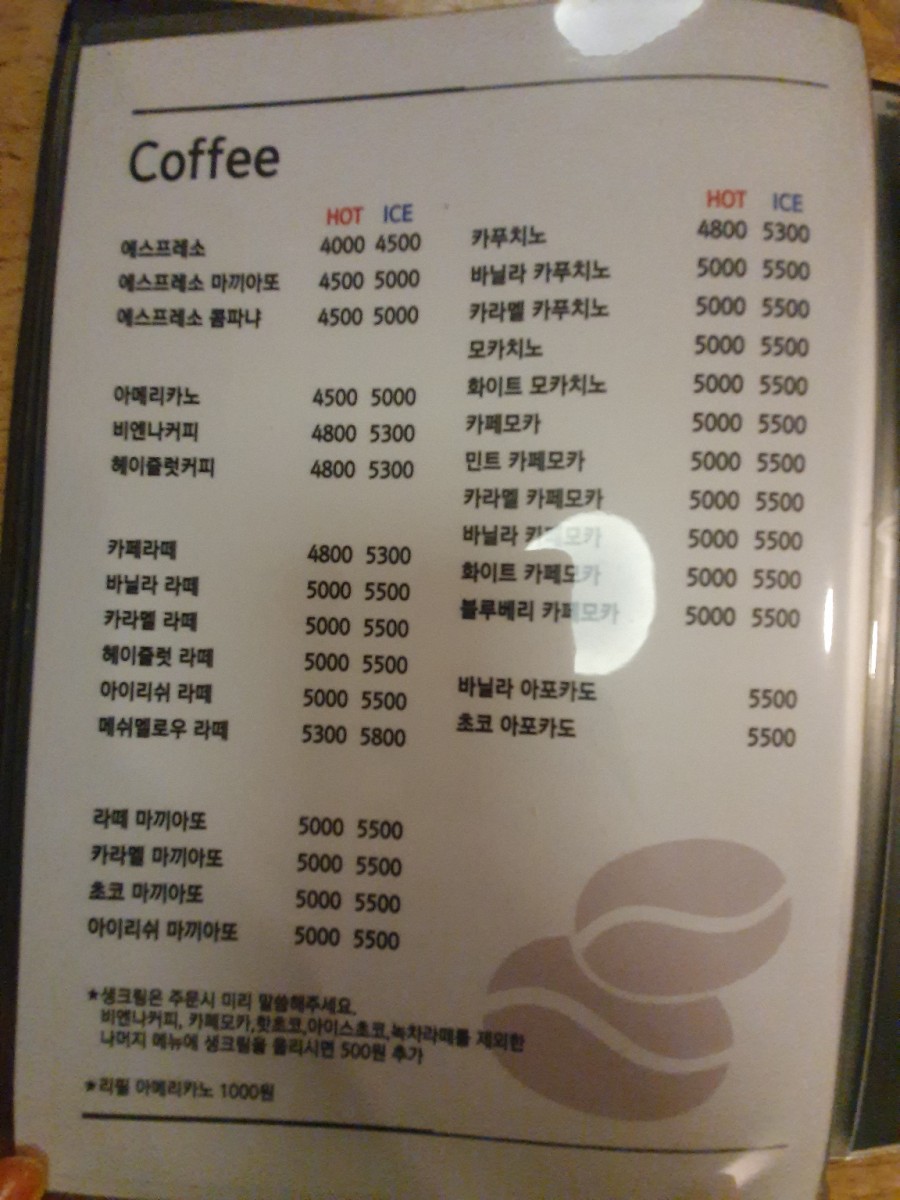 Coffee
HOT ICE
에스프레소 4000 4500
에스프레소 마끼아또 4500 5000
에스프레소 콤파냐 4500 5000
아메리카노 4500 5000
비엔나커피 4800 5300
헤이즐럿커피 4800 5300
카페라떼 4800 5300
바닐라 라떼 5000 5500
카라멜 라떼 5000 5500
헤이즐럿 라떼 5000 5500
아이리쉬 라떼 5000 5500
메쉬멜로우 라떼 5300 5800
라떼 마끼아또 5000 5500
카라멜 마끼아또 5000 5500
초코 마끼아또 5000 5500
아이리쉬 마끼아또 5000 5500
*생크림은 주문시 미리 말씀해주세요.
비엔나커피, 카페모카,핫초코,아이스초코,녹차라떼를 제외한
나머지 메뉴에 생크림을 올리시면 500원 추가
*리필 아메리카노 1000원
HOT ICE
카푸치노 4800 5300
바닐라 카푸치노 5000 5500
카라멜 카푸치노 5000 5500
모카치노 5000 5500
화이트 모카치노 5000 5500
카페모카 5000 5500
민트 카페모카 5000 5500
카라멜 카페모카 5000 5500
바닐라 카페모카 5000 5500
화이트 카페모카 5000 5500
블루베리 카페모카 5000 5500
바닐라 아포카도 5500
초코 아포카도 5500